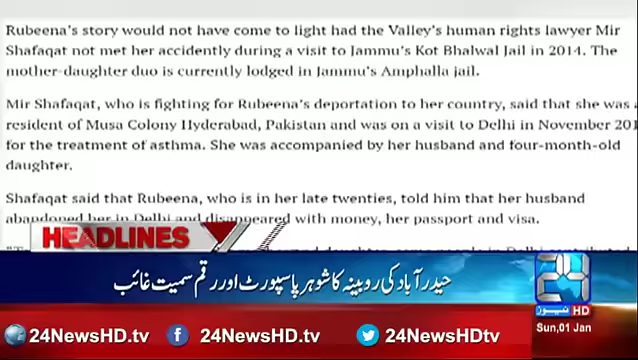 Rubeena's story would not have come to light had the Valley's human rights lawyer Mir
Shafaqat not met her accidently during a visit to Jammu's Kot Bhalwal Jail in 2014. The
mother-daughter duo is currently lodged in Jammu's Amphalla jail.
Mir Shafaqat, who is fighting for Rubeena's deportation to her country, said that she was a
resident of Musa Colony Hyderabad, Pakistan and was on a visit to Delhi in November 201
for the treatment of asthma. She was accompanied by her husband and four-month-old
daughter.
Shafaqat said that Rubeena, who is in her late twenties, told him that her husband
abandoned her in Delhi and disappeared with money, her passport and visa.
HEADLINES
حیدرآباد کی روبینہ کا شوہر پاسپورٹ اور رقم سمیت غائب
24
نیوز HD
Sun,01 Jan
24NewsHD.tv
24NewsHD.tv
24NewsHDtv